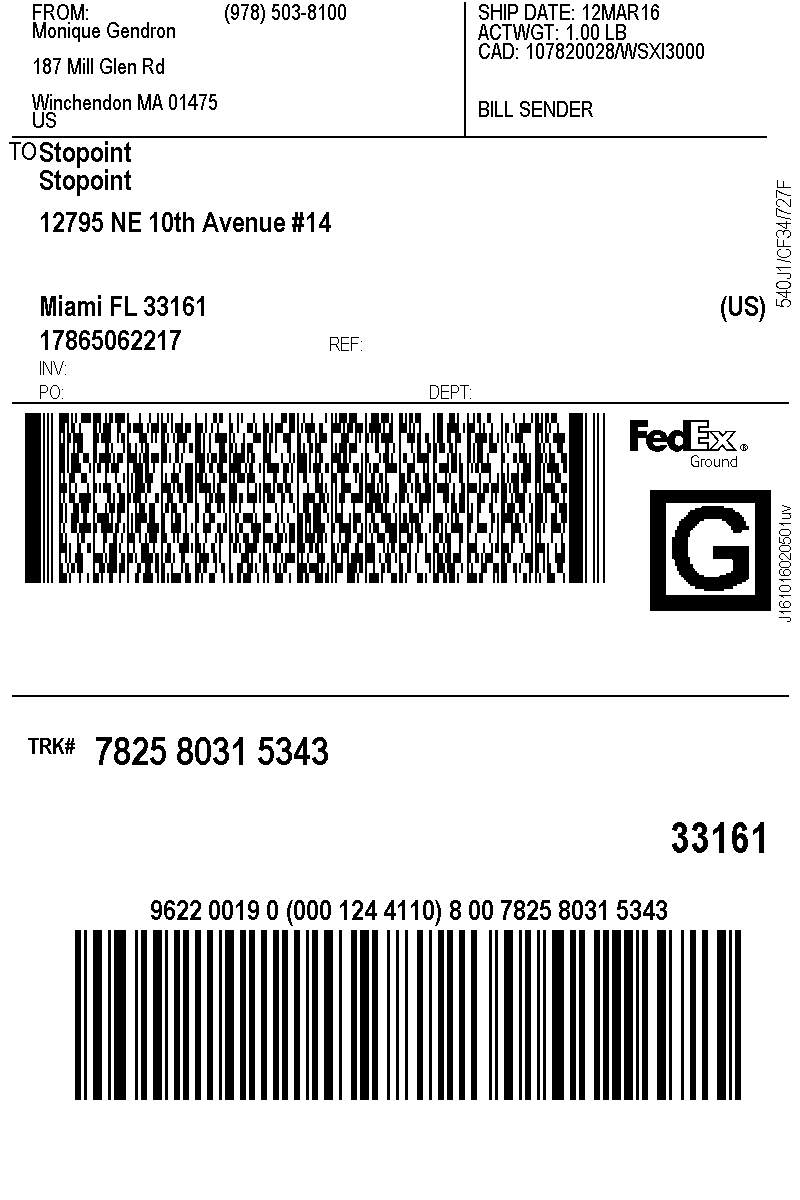 FROM: (978) 503-8100
Monique Gendron
187 Mill Glen Rd
Winchendon MA 01475
US
SHIP DATE: 12MAR16
ACTWGT: 1.00 LB
CAD: 107820028/WSXI3000
BILL SENDER
TO Stopoint
Stopoint
12795 NE 10th Avenue #14
Miami FL 33161 (US)
17865062217 REF:
INV:
PO: DEPT:
540J1/CF34/727F
FedEx®
Ground
G
J161016020501uv
TRK# 7825 8031 5343
33161
9622 0019 0 (000 124 4110) 8 00 7825 8031 5343